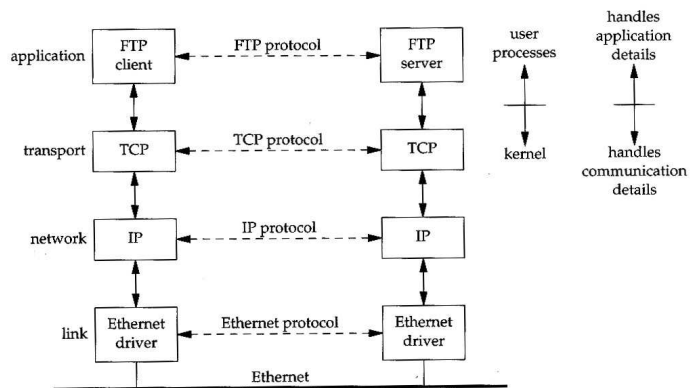 application
FTP
client
FTP protocol
FTP
server
user
processes
handles
application
details
transport
TCP
TCP protocol
TCP
kernel
handles
communication
details
network
IP
IP protocol
IP
link
Ethernet
driver
Ethernet protocol
Ethernet
driver
Ethernet